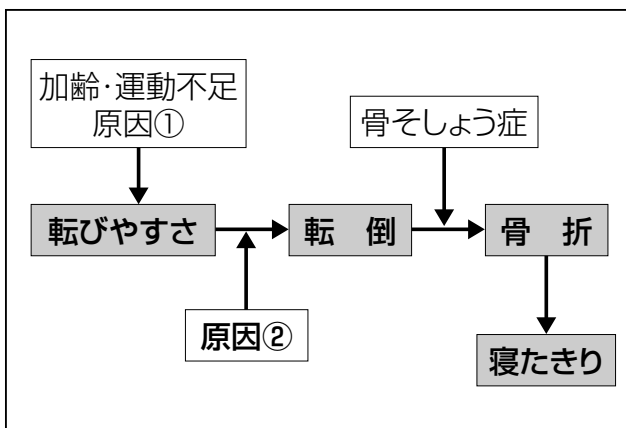 加齢・運動不足
原因①
骨そしょう症
転びやすさ
転　倒
骨　折
原因②
寝たきり